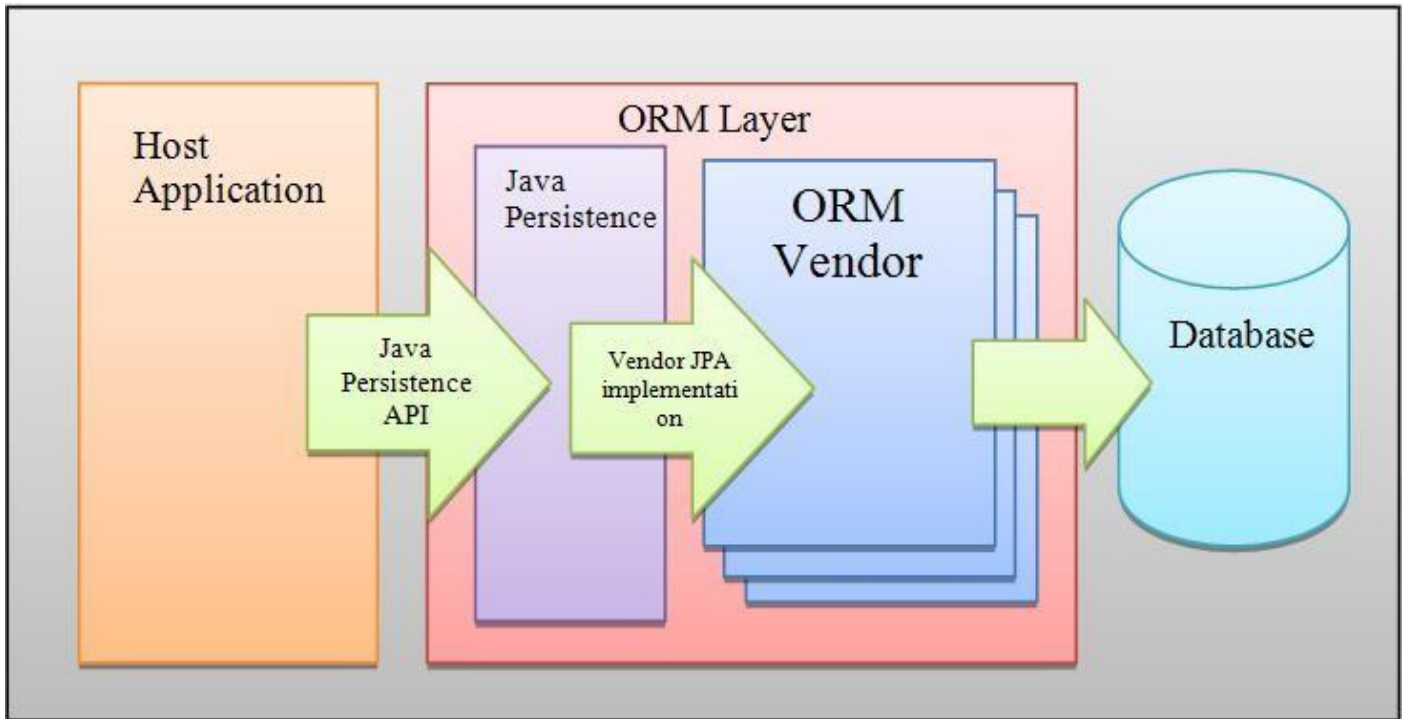 Host
Application
ORM Layer
Java
Persistence
ORM
Vendor
Java
Persistence
API
Vendor JPA
implementati
on
Database